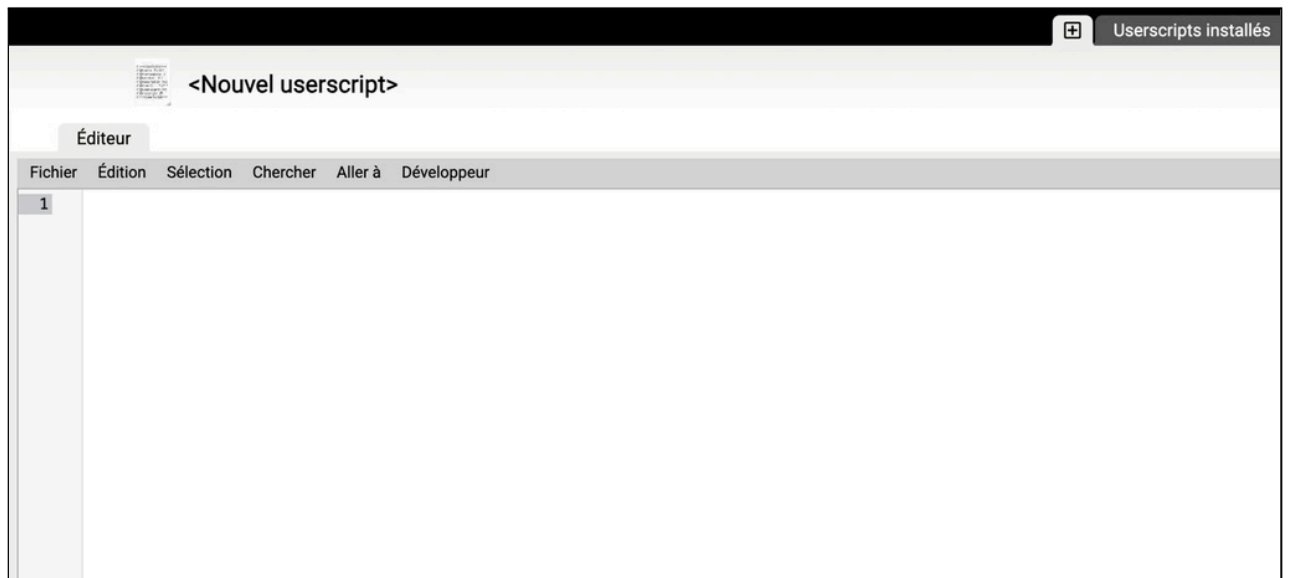 Userscripts installés
<Nouvel userscript>
Éditeur
Fichier Édition Sélection Chercher Aller à Développeur
1